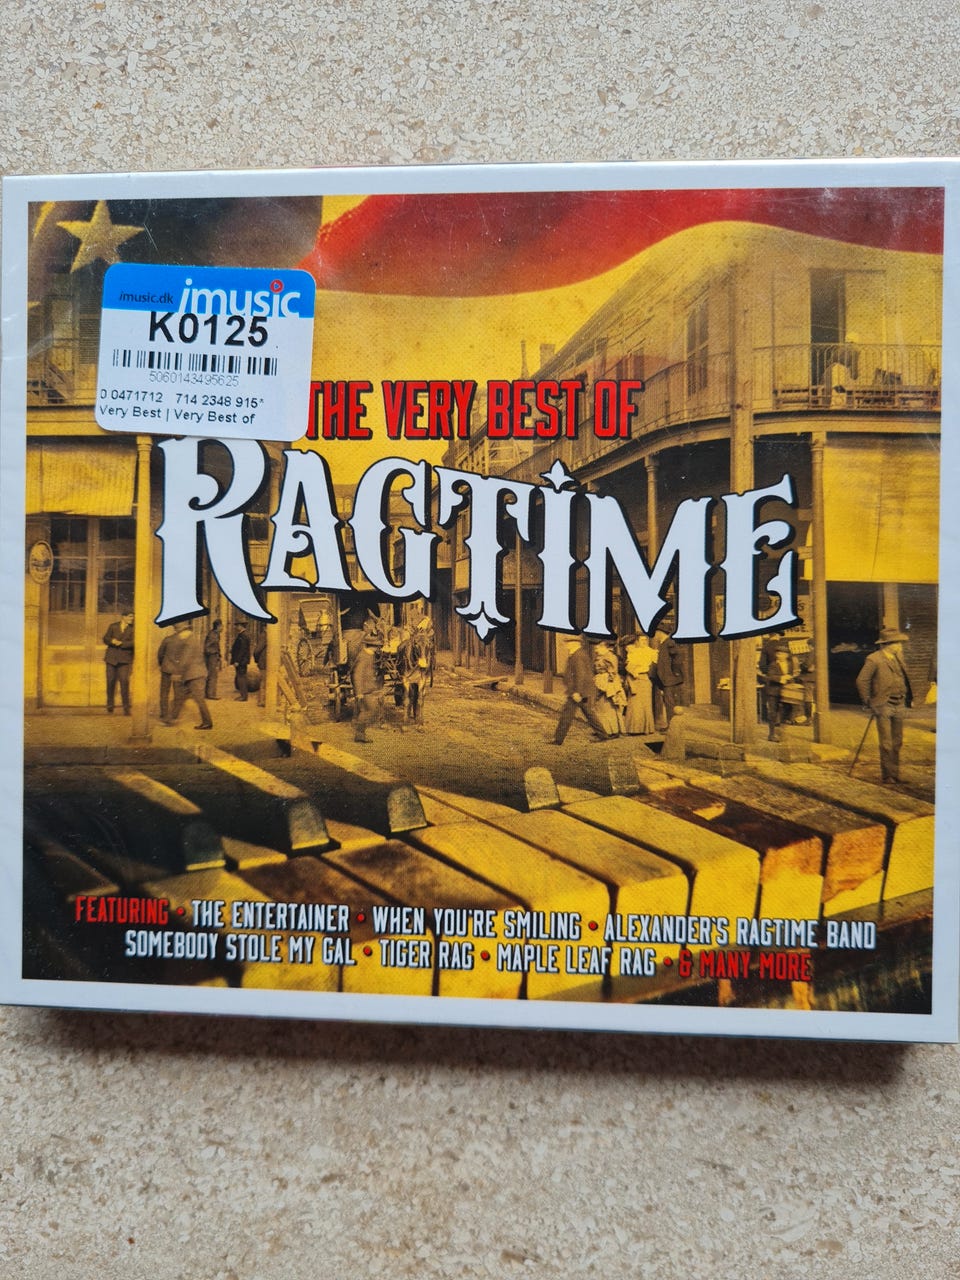 imusic.dk imusic
K0125
5060143495625
0 0471712 714 2348 915*
Very Best | Very Best of
THE VERY BEST OF
RAGTIME
FEATURING • THE ENTERTAINER • WHEN YOU'RE SMILING • ALEXANDER'S RAGTIME BAND
SOMEBODY STOLE MY GAL • TIGER RAG • MAPLE LEAF RAG • & MANY MORE